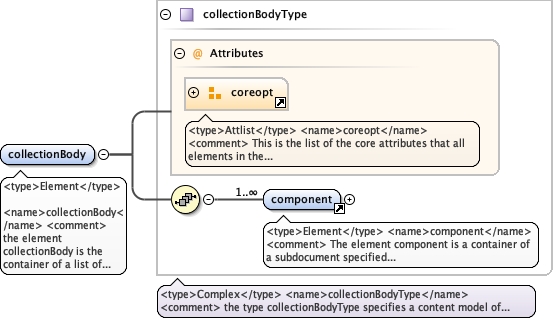 collectionBodyType
@ Attributes
coreopt
<type>Attlist</type> <name>coreopt</name>
<comment> This is the list of the core attributes that all
elements in the...
collectionBody
<type>Element</type>
<name>collectionBody<
/name> <comment>
the element
collectionBody is the
container of a list of...
1..∞
component
<type>Element</type> <name>component</name>
<comment> The element component is a container of
a subdocument specified...
<type>Complex</type> <name>collectionBodyType</name>
<comment> the type collectionBodyType specifies a content model of...